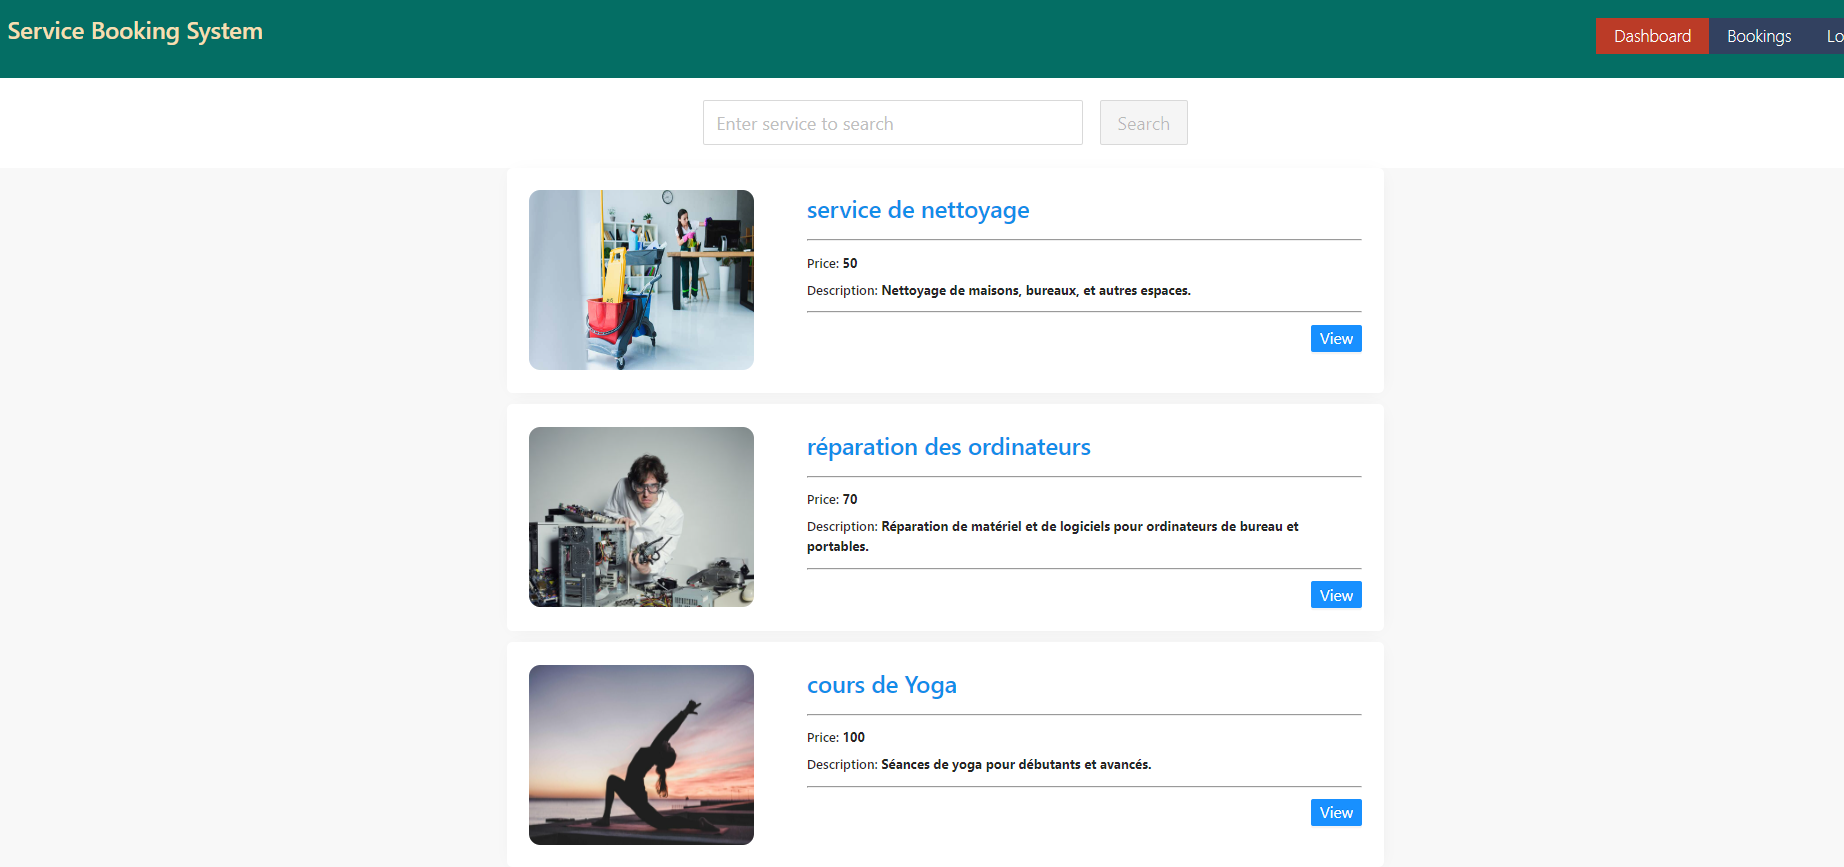 Service Booking System
Dashboard Bookings Lo
Enter service to search Search
service de nettoyage
Price: 50
Description: Nettoyage de maisons, bureaux, et autres espaces.
View
réparation des ordinateurs
Price: 70
Description: Réparation de matériel et de logiciels pour ordinateurs de bureau et
portables.
View
cours de Yoga
Price: 100
Description: Séances de yoga pour débutants et avancés.
View